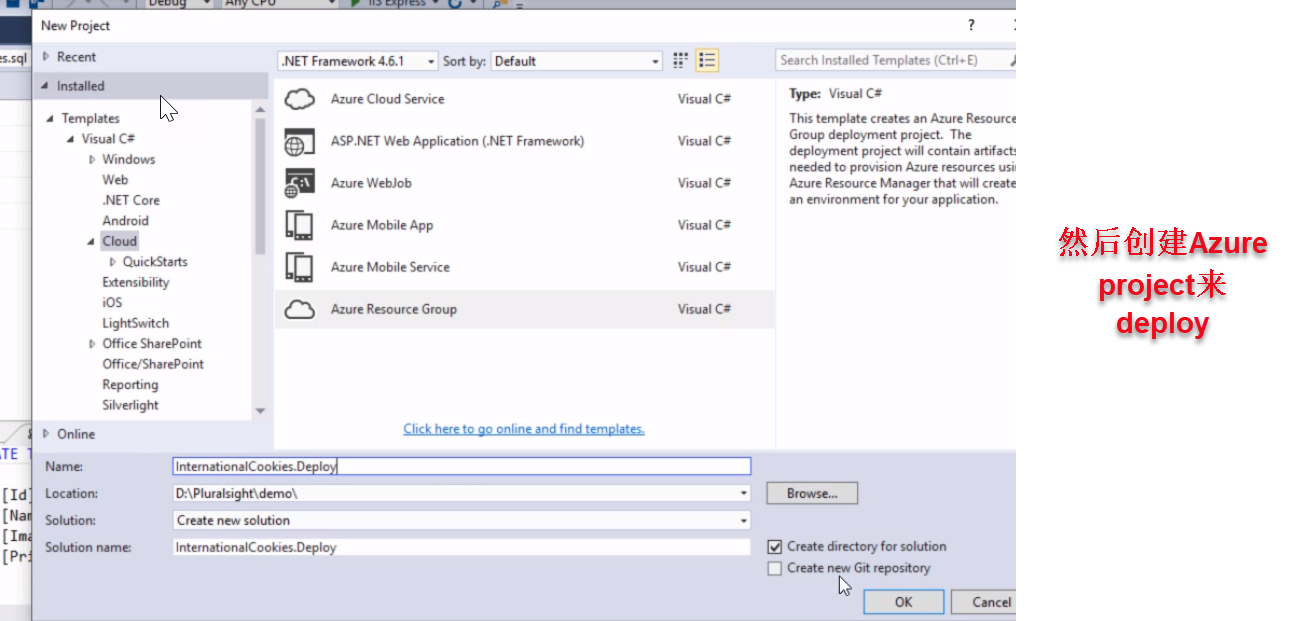 Debug
Any CPU
IIS Express
New Project
?
es.sql
Recent
.NET Framework 4.6.1
Sort by:
Default
Search Installed Templates (Ctrl+E)
Installed
Templates
Visual C#
Windows
Web
.NET Core
Android
Cloud
QuickStarts
Extensibility
iOS
LightSwitch
Office SharePoint
Office/SharePoint
Reporting
Silverlight
Online
Azure Cloud Service Visual C#
ASP.NET Web Application (.NET Framework) Visual C#
Azure WebJob Visual C#
Azure Mobile App Visual C#
Azure Mobile Service Visual C#
Azure Resource Group Visual C#
Click here to go online and find templates.
Type: Visual C#
This template creates an Azure Resource
Group deployment project. The
deployment project will contain artifacts
needed to provision Azure resources usi
Azure Resource Manager that will create
an environment for your application.
ATE T
[Id]
[Nam
[Ima
[Pri
Name: InternationalCookies.Deploy
Location: D:\Pluralsight\demo\
Browse...
Solution: Create new solution
Solution name: InternationalCookies.Deploy
Create directory for solution
Create new Git repository
OK
Cancel
然后创建Azure
project来
deploy